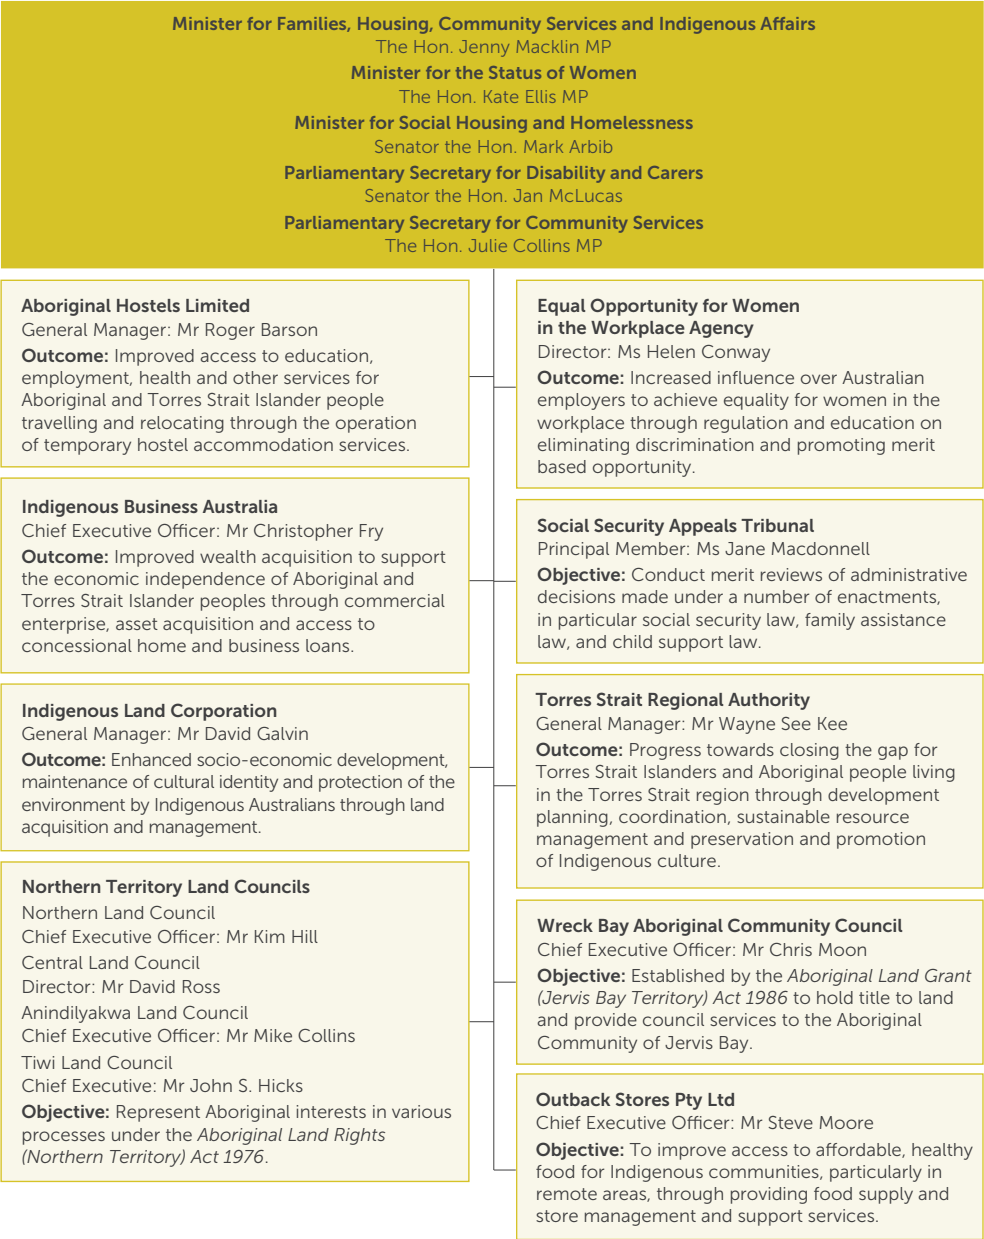 Minister for Families, Housing, Community Services and Indigenous Affairs
The Hon. Jenny Macklin MP
Minister for the Status of Women
The Hon. Kate Ellis MP
Minister for Social Housing and Homelessness
Senator the Hon. Mark Arbib
Parliamentary Secretary for Disability and Carers
Senator the Hon. Jan McLucas
Parliamentary Secretary for Community Services
The Hon. Julie Collins MP
Aboriginal Hostels Limited
General Manager: Mr Roger Barson
Outcome: Improved access to education,
employment, health and other services for
Aboriginal and Torres Strait Islander people
travelling and relocating through the operation
of temporary hostel accommodation services.
Indigenous Business Australia
Chief Executive Officer: Mr Christopher Fry
Outcome: Improved wealth acquisition to support
the economic independence of Aboriginal and
Torres Strait Islander peoples through commercial
enterprise, asset acquisition and access to
concessional home and business loans.
Indigenous Land Corporation
General Manager: Mr David Galvin
Outcome: Enhanced socio-economic development,
maintenance of cultural identity and protection of the
environment by Indigenous Australians through land
acquisition and management.
Northern Territory Land Councils
Northern Land Council
Chief Executive Officer: Mr Kim Hill
Central Land Council
Director: Mr David Ross
Anindilyakwa Land Council
Chief Executive Officer: Mr Mike Collins
Tiwi Land Council
Chief Executive: Mr John S. Hicks
Objective: Represent Aboriginal interests in various
processes under the Aboriginal Land Rights
(Northern Territory) Act 1976.
Equal Opportunity for Women
in the Workplace Agency
Director: Ms Helen Conway
Outcome: Increased influence over Australian
employers to achieve equality for women in the
workplace through regulation and education on
eliminating discrimination and promoting merit
based opportunity.
Social Security Appeals Tribunal
Principal Member: Ms Jane Macdonnell
Objective: Conduct merit reviews of administrative
decisions made under a number of enactments,
in particular social security law, family assistance
law, and child support law.
Torres Strait Regional Authority
General Manager: Mr Wayne See Kee
Outcome: Progress towards closing the gap for
Torres Strait Islanders and Aboriginal people living
in the Torres Strait region through development
planning, coordination, sustainable resource
management and preservation and promotion
of Indigenous culture.
Wreck Bay Aboriginal Community Council
Chief Executive Officer: Mr Chris Moon
Objective: Established by the Aboriginal Land Grant
(Jervis Bay Territory) Act 1986 to hold title to land
and provide council services to the Aboriginal
Community of Jervis Bay.
Outback Stores Pty Ltd
Chief Executive Officer: Mr Steve Moore
Objective: To improve access to affordable, healthy
food for Indigenous communities, particularly in
remote areas, through providing food supply and
store management and support services.